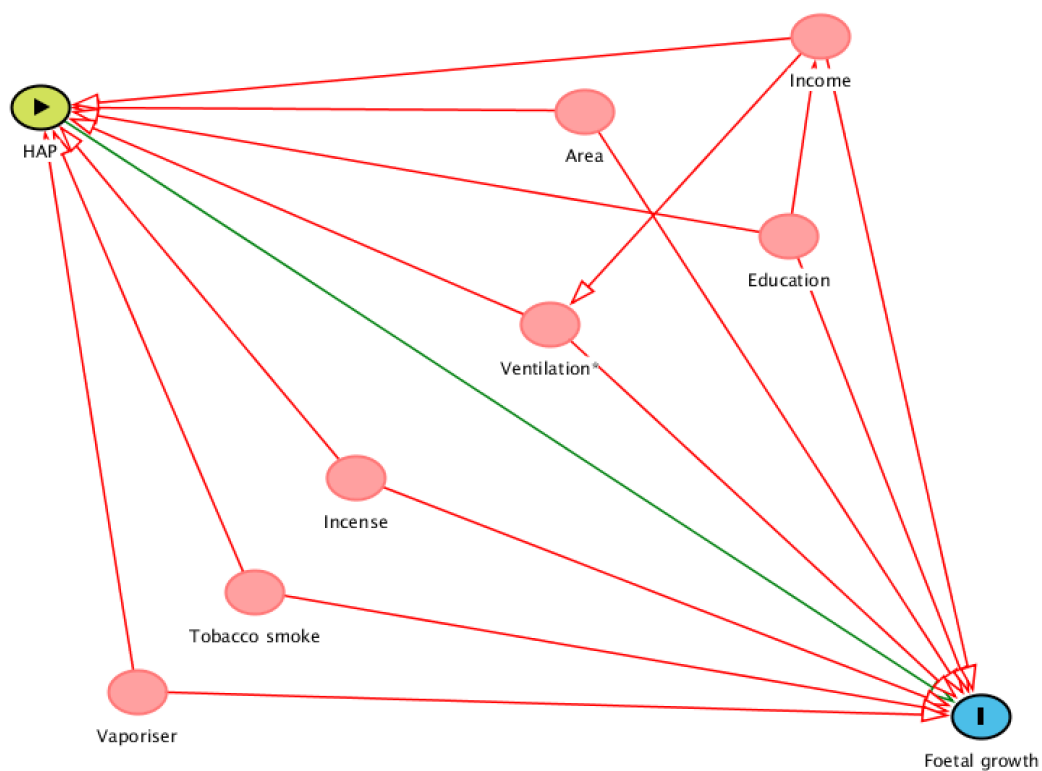 Income
HAP
Area
Education
Ventilation*
Incense
Tobacco smoke
Vaporiser
Foetal growth